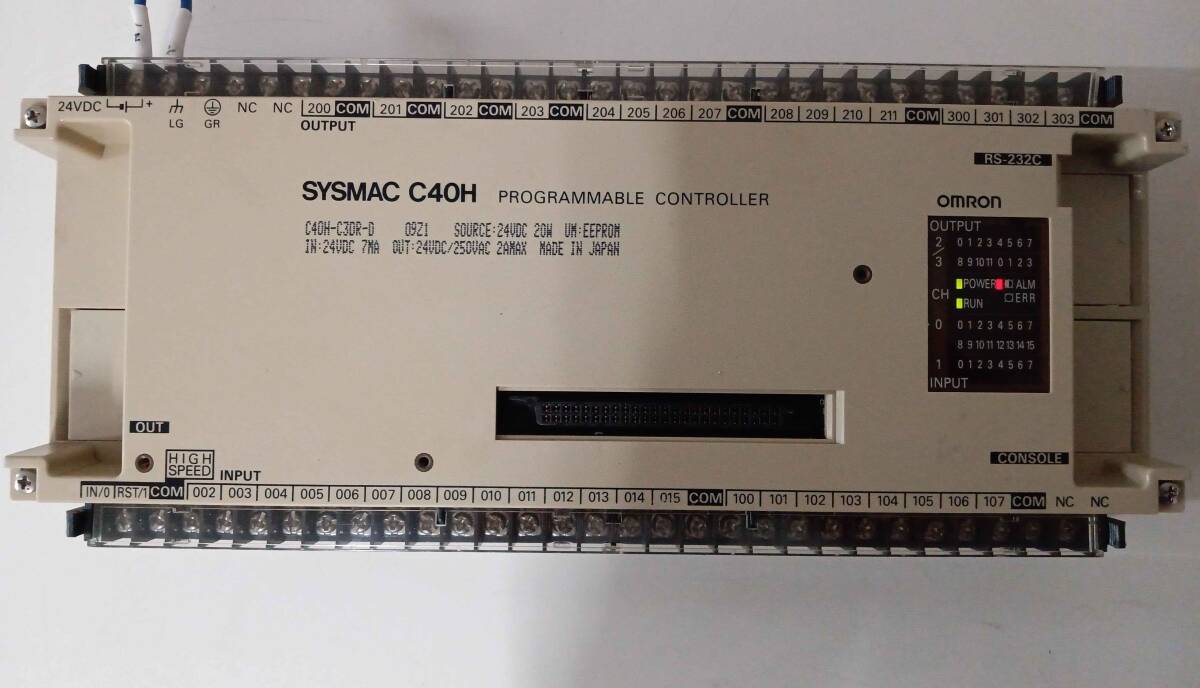 24VDC - + LG GR NC NC 200 COM 201 COM 202 COM 203 COM 204 205 206 207 COM 208 209 210 211 COM 300 301 302 303 COM
OUTPUT
RS-232C
SYSMAC C40H PROGRAMMABLE CONTROLLER
C40H-C3DR-D 09Z1 SOURCE:24VDC 20W UM:EEPROM
IN:24VDC 7MA OUT:24VDC/250VAC 2AMAX MADE IN JAPAN
OMRON
OUTPUT
2 0 1 2 3 4 5 6 7
3 8 9 10 11 0 1 2 3
CH POWER ALM
RUN ERR
0 0 1 2 3 4 5 6 7
8 9 10 11 12 13 14 15
1 0 1 2 3 4 5 6 7
INPUT
OUT
CONSOLE
HIGH
SPEED INPUT
IN/0 RST/1 COM 002 003 004 005 006 007 008 009 010 011 012 013 014 015 COM 100 101 102 103 104 105 106 107 COM NC NC